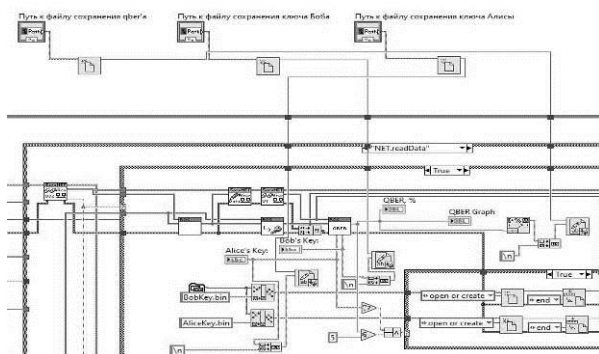 Путь к файлу сохранения qber'а
Путь к файлу сохранения ключа Боба
Путь к файлу сохранения ключа Алисы
"NET.readData"
True
QBER, %
QBER Graph
QBER
Bob's Key:
Alice's Key:
\n
\n
True
BobKey.bin
open or create
end
AliceKey.bin
open or create
end
5
\n